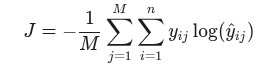 J = -\frac{1}{M} \sum_{j=1}^{M} \sum_{i=1}^{n} y_{ij} \log(\hat{y}_{ij})